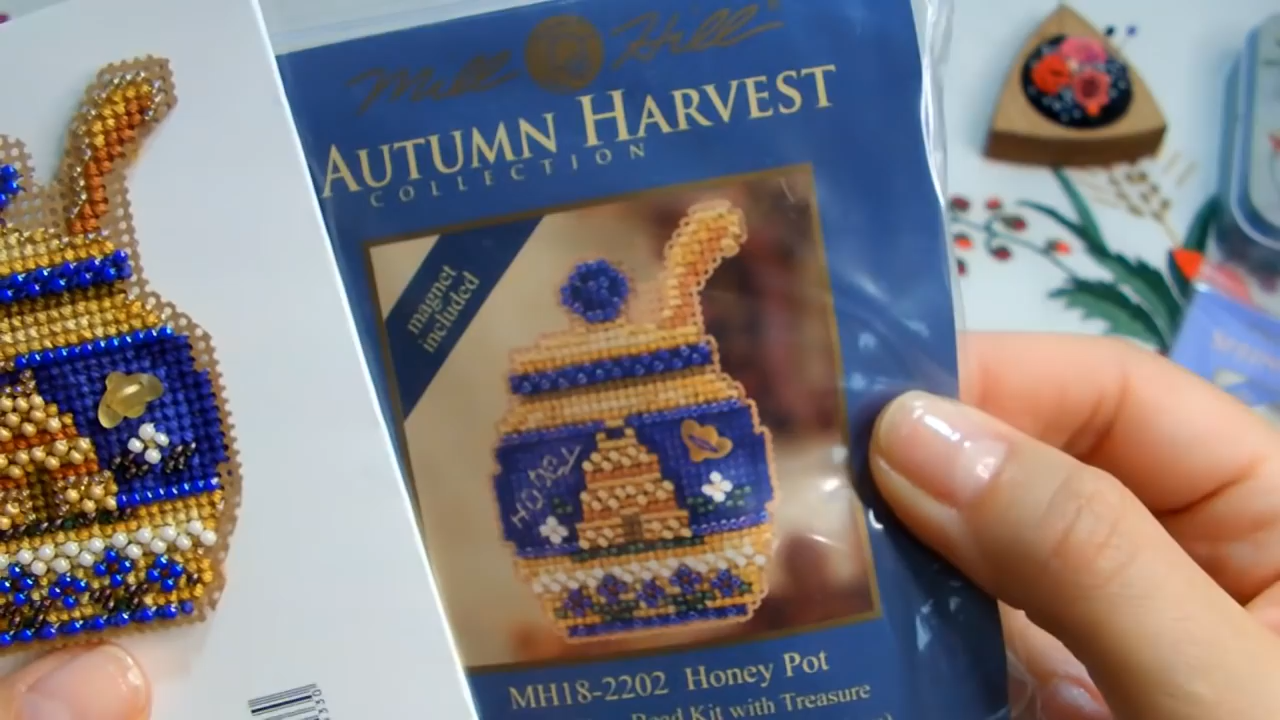 Mill Hill®
AUTUMN HARVEST
COLLECTION
magnet
included
HONEY
MH18-2202 Honey Pot
Bead Kit with Treasure